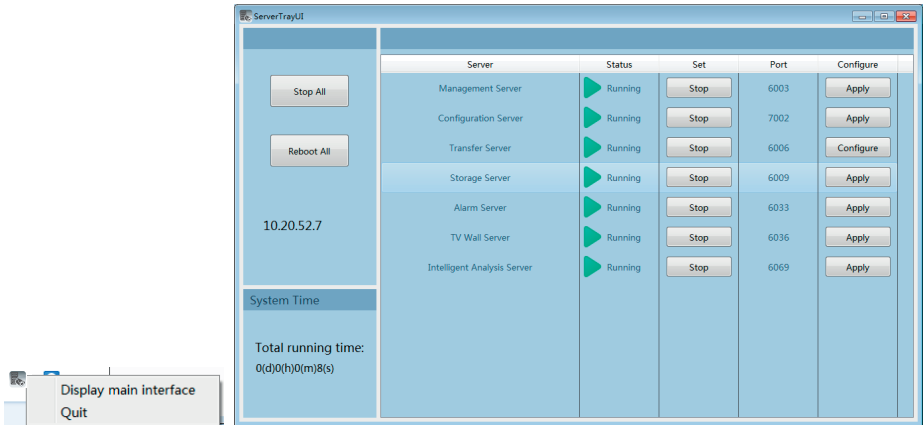 ServerTrayUI
Server Status Set Port Configure
Stop All
Management Server Running Stop 6003 Apply
Configuration Server Running Stop 7002 Apply
Reboot All
Transfer Server Running Stop 6006 Configure
Storage Server Running Stop 6009 Apply
Alarm Server Running Stop 6033 Apply
10.20.52.7
TV Wall Server Running Stop 6036 Apply
Intelligent Analysis Server Running Stop 6069 Apply
System Time
Total running time:
0(d)0(h)0(m)8(s)
Display main interface
Quit